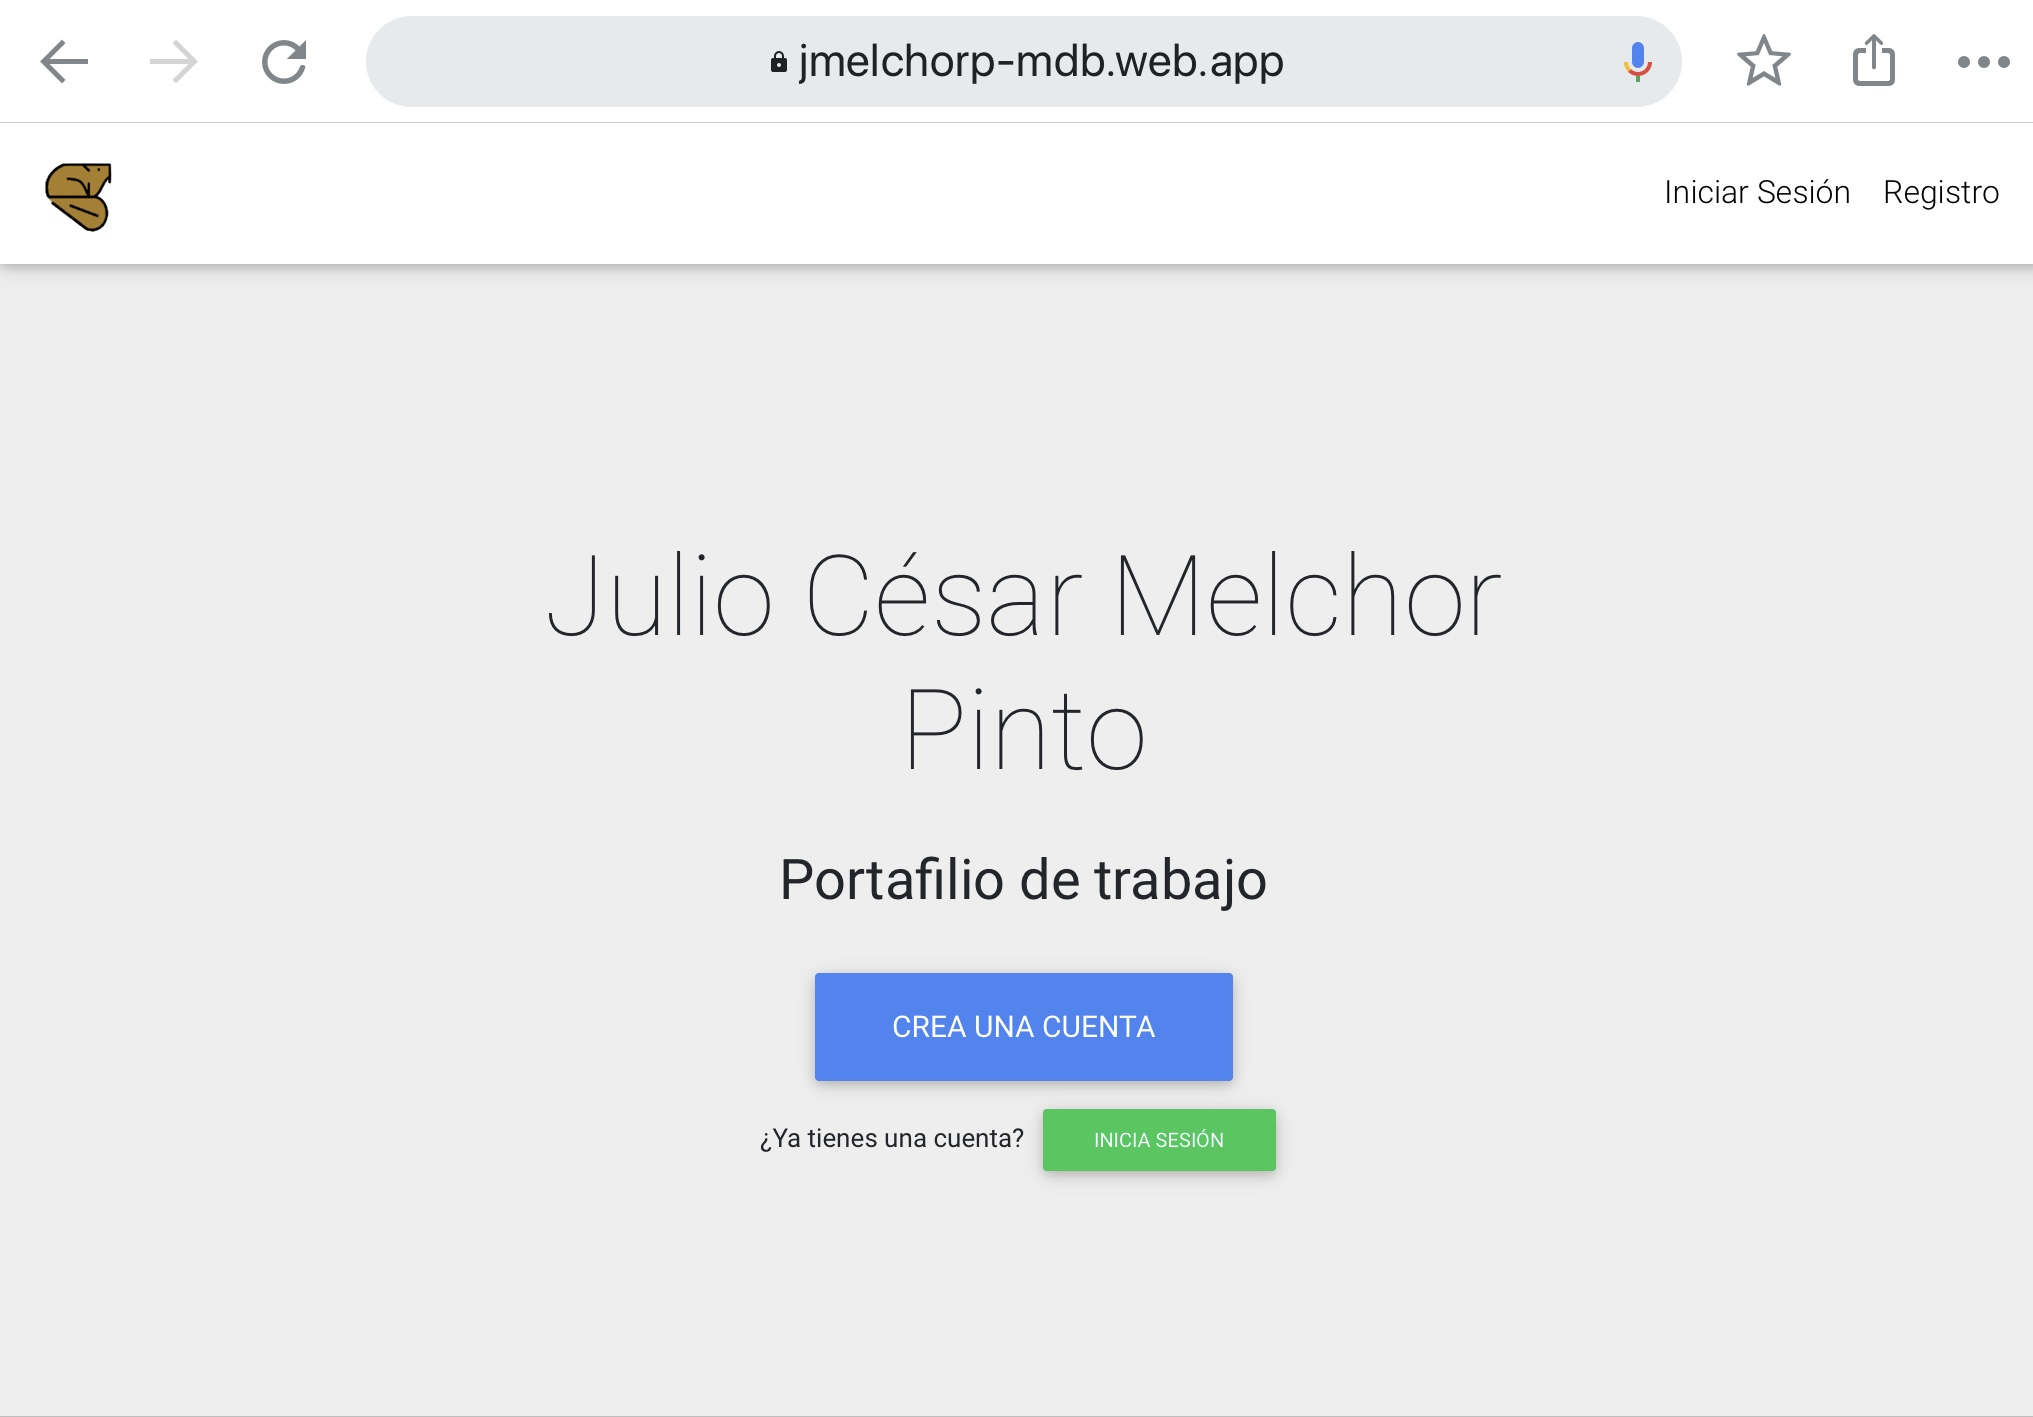 jmelchorp-mdb.web.app
Iniciar Sesión Registro
Julio César Melchor
Pinto
Portafilio de trabajo
CREA UNA CUENTA
¿Ya tienes una cuenta? INICIA SESIÓN